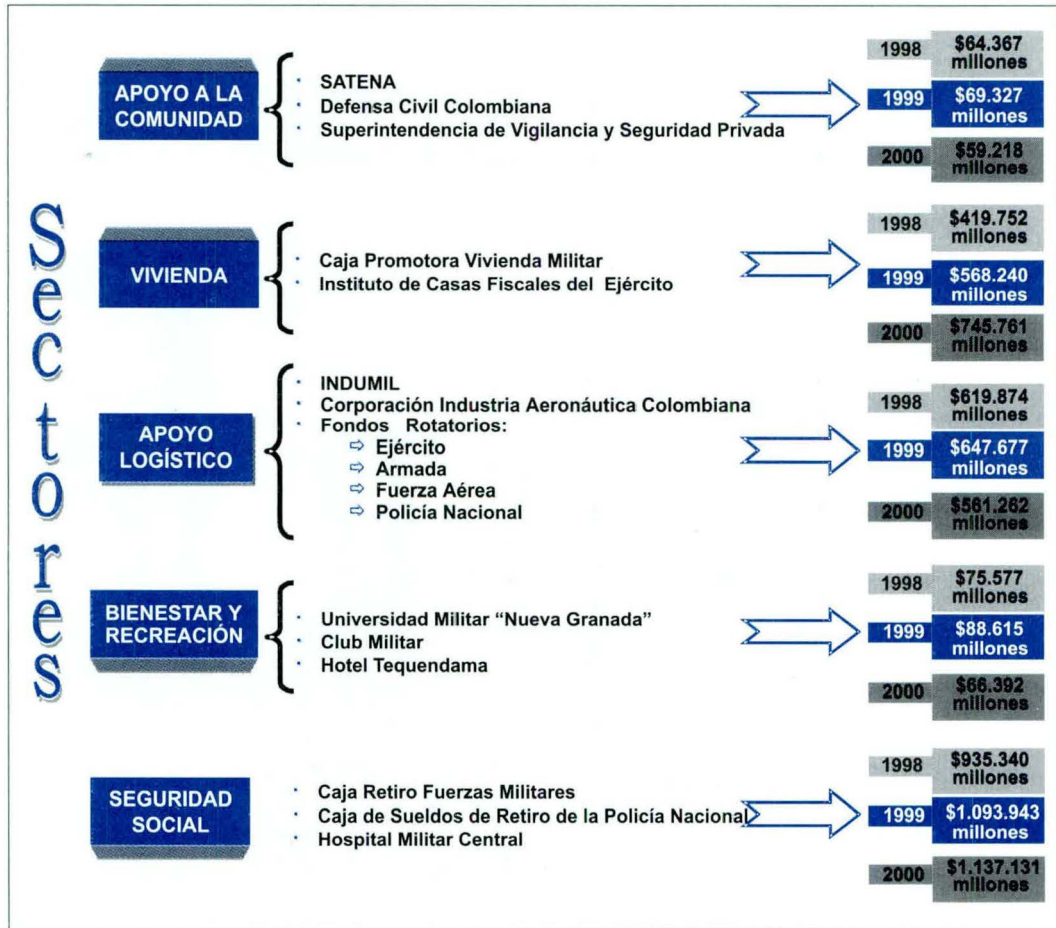 Sectores
APOYO A LA
COMUNIDAD
· SATENA
· Defensa Civil Colombiana
· Superintendencia de Vigilancia y Seguridad Privada
1998 $64.367
millones
1999 $69.327
millones
2000 $59.218
millones
VIVIENDA
· Caja Promotora Vivienda Militar
· Instituto de Casas Fiscales del Ejército
1998 $419.752
millones
1999 $568.240
millones
2000 $745.761
millones
APOYO
LOGÍSTICO
· INDUMIL
· Corporación Industria Aeronáutica Colombiana
· Fondos Rotatorios:
⇨ Ejército
⇨ Armada
⇨ Fuerza Aérea
⇨ Policía Nacional
1998 $619.874
millones
1999 $647.677
millones
2000 $561.262
millones
BIENESTAR Y
RECREACIÓN
· Universidad Militar “Nueva Granada”
· Club Militar
· Hotel Tequendama
1998 $75.577
millones
1999 $88.615
millones
2000 $66.392
millones
SEGURIDAD
SOCIAL
· Caja Retiro Fuerzas Militares
· Caja de Sueldos de Retiro de la Policía Nacional
· Hospital Militar Central
1998 $935.340
millones
1999 $1.093.943
millones
2000 $1.137.131
millones